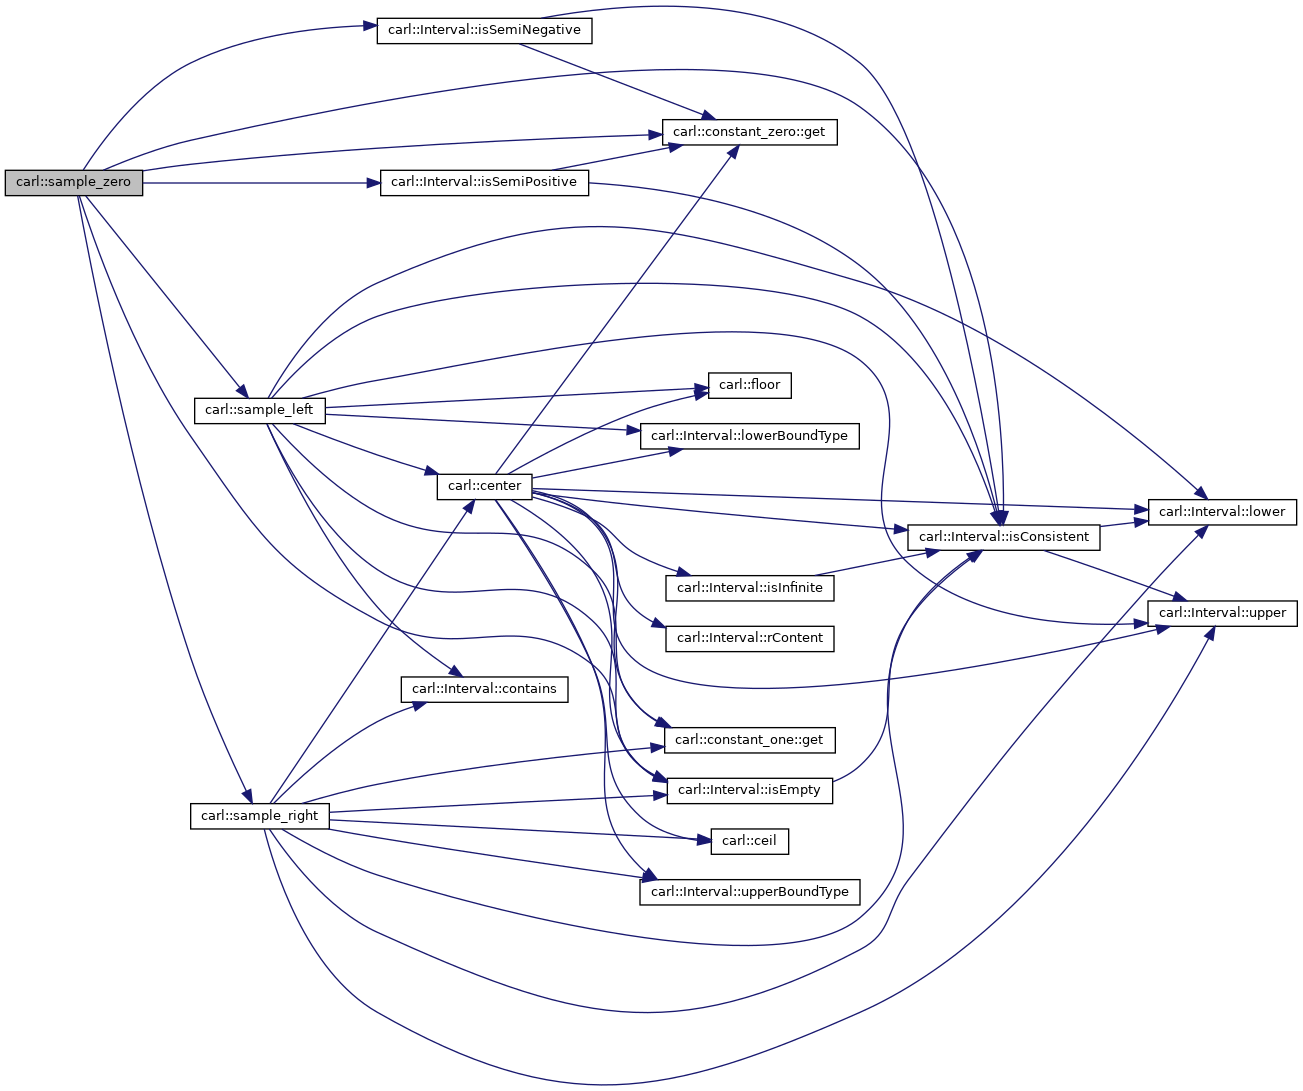 carl::Interval::isSemiNegative
carl::constant_zero::get
carl::sample_zero
carl::Interval::isSemiPositive
carl::floor
carl::sample_left
carl::Interval::lowerBoundType
carl::center
carl::Interval::lower
carl::Interval::isConsistent
carl::Interval::isInfinite
carl::Interval::upper
carl::Interval::rContent
carl::Interval::contains
carl::constant_one::get
carl::Interval::isEmpty
carl::sample_right
carl::ceil
carl::Interval::upperBoundType